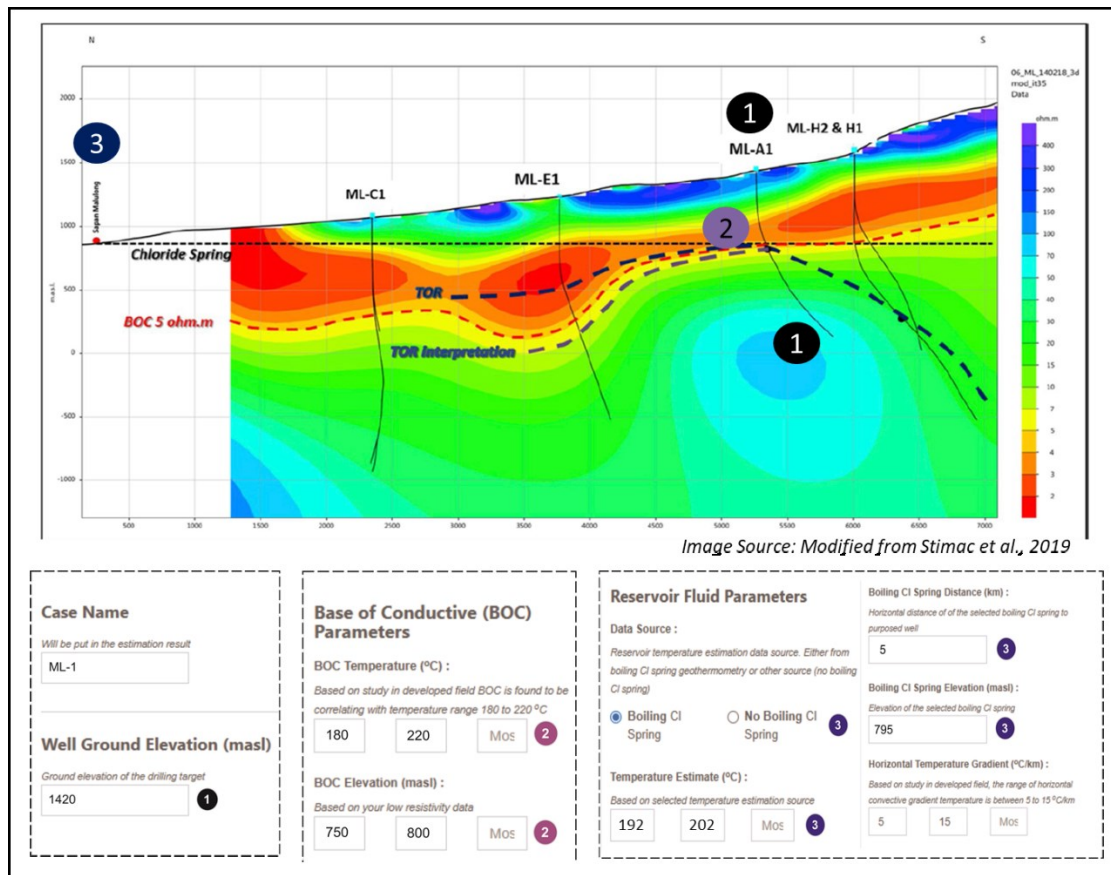 N
S
06_ML_140218_3d
mod_it35
Data
ohm.m
2000
1500
1000
500
0
-500
-1000
m.a.s.l.
3
Sapan Malulong
1
ML-H2 & H1
ML-A1
ML-E1
ML-C1
2
Chloride Spring
TOR
BOC 5 ohm.m
TOR Interpretation
1
400
300
200
150
100
70
50
40
30
20
15
10
7
5
4
3
2
500
1000
1500
2000
2500
3000
3500
4000
4500
5000
5500
6000
6500
7000
Image Source: Modified from Stimac et al., 2019
Case Name
Will be put in the estimation result
ML-1
Well Ground Elevation (masl)
Ground elevation of the drilling target
1420
1
Base of Conductive (BOC)
Parameters
BOC Temperature (ºC) :
Based on study in developed field BOC is found to be
correlating with temperature range 180 to 220 ºC
180
220
Mos
2
BOC Elevation (masl) :
Based on your low resistivity data
750
800
Mos
2
Reservoir Fluid Parameters
Data Source :
Reservoir temperature estimation data source. Either from
boiling Cl spring geothermometry or other source (no boiling
Cl spring)
Boiling Cl
Spring
No Boiling Cl
Spring
3
Temperature Estimate (ºC) :
Based on selected temperature estimation source
192
202
Mos
3
Boiling Cl Spring Distance (km) :
Horizontal distance of of the selected boiling Cl spring to
purposed well
5
3
Boiling Cl Spring Elevation (masl) :
Elevation of the selected boiling Cl spring
795
3
Horizontal Temperature Gradient (ºC/km) :
Based on study in developed field, the range of horizontal
convective gradient temperature is between 5 to 15 ºC/km
5
15
Mos